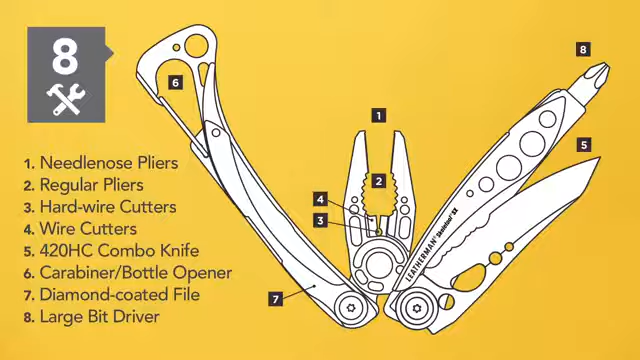 8
1. Needlenose Pliers
2. Regular Pliers
3. Hard-wire Cutters
4. Wire Cutters
5. 420HC Combo Knife
6. Carabiner/Bottle Opener
7. Diamond-coated File
8. Large Bit Driver
6
1
2
4
3
7
8
5
LEATHERMAN® Skeletool® SX